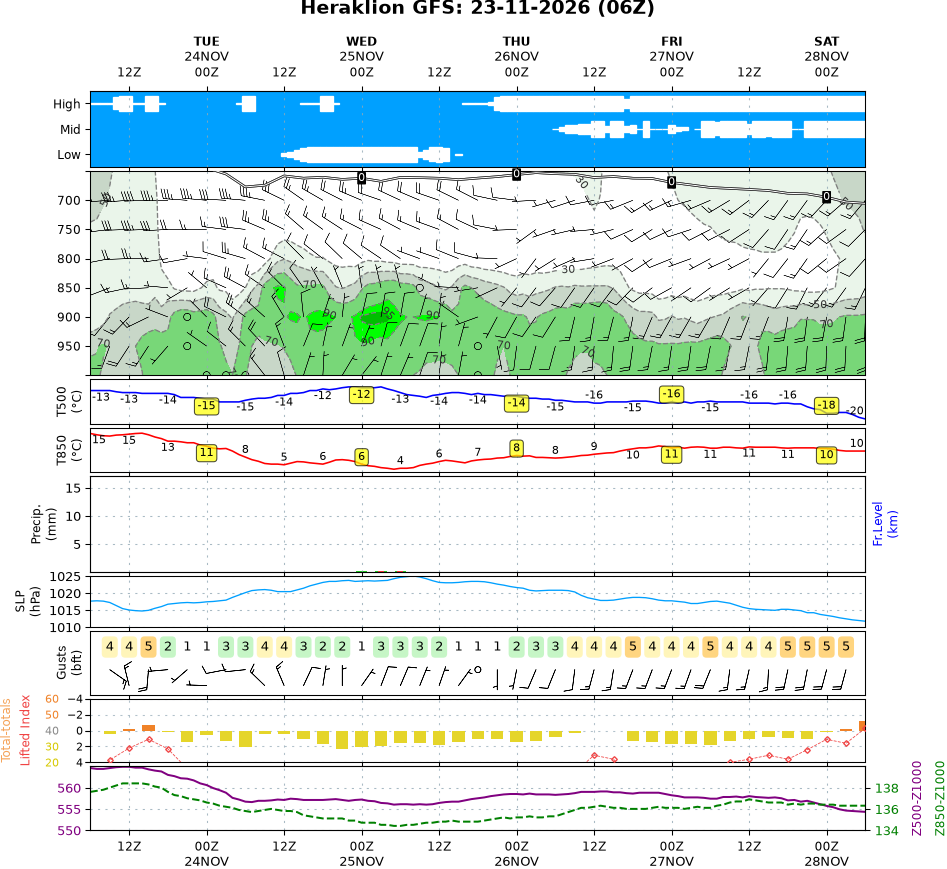 Heraklion GFS: 23-11-2026 (06Z)
TUE WED THU FRI SAT
24NOV 25NOV 26NOV 27NOV 28NOV
12Z 00Z 12Z 00Z 12Z 00Z 12Z 00Z 12Z 00Z
High
Mid
Low
0 0 0 0
30
700
750
800
30
70
850
50
900
90 95 90
70
950
70 70 90 70 70 70
T500
(°C)
-13 -13 -14 -15 -15 -14 -12 -12 -13 -14 -14 -14 -15 -16 -15 -16 -15 -16 -16 -18 -20
T850
(°C)
15 15 13 11 8 5 6 6 4 6 7 8 8 9 10 11 11 11 11 10 10
Precip.
(mm)
15
10
5
Fr.Level
(km)
SLP
(hPa)
1025
1020
1015
1010
Gusts
(bft)
4 4 5 2 1 1 3 3 4 4 3 2 2 1 3 3 3 2 1 1 1 2 3 3 4 4 4 5 4 4 4 5 4 4 4 5 5 5 5
Total-totals
Lifted Index
60 −4
50 −2
40 0
30 2
20 4
560
555
550
138
136
134
Z500-Z1000
Z850-Z1000
12Z 00Z 12Z 00Z 12Z 00Z 12Z 00Z 12Z 00Z
24NOV 25NOV 26NOV 27NOV 28NOV